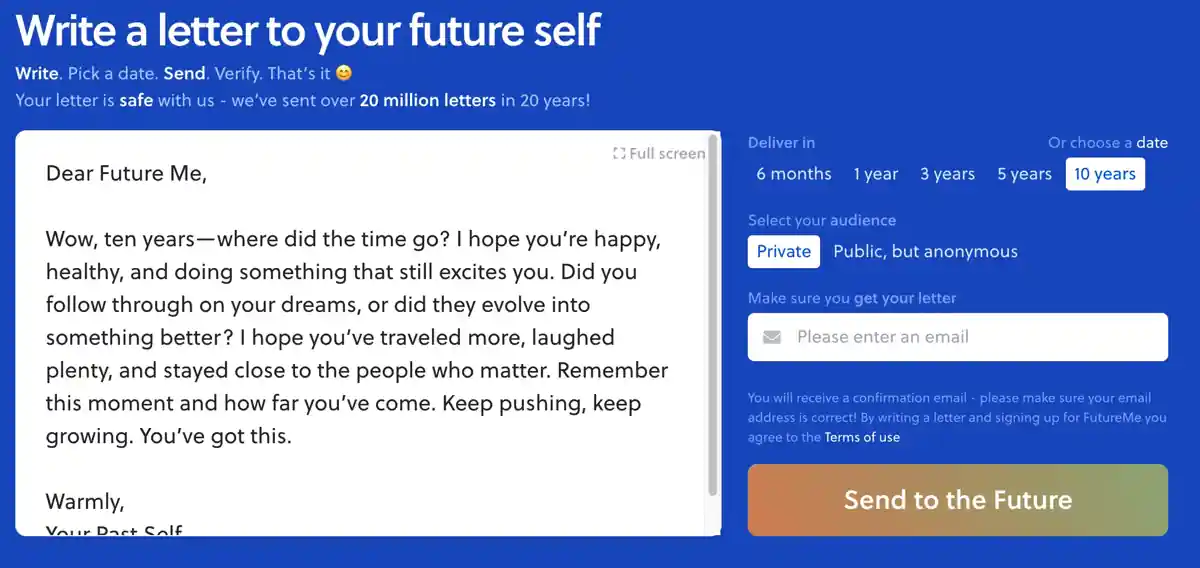 Write a letter to your future self
Write. Pick a date. Send. Verify. That's it 😊
Your letter is safe with us - we've sent over 20 million letters in 20 years!
Full screen
Dear Future Me,
Wow, ten years—where did the time go? I hope you're happy,
healthy, and doing something that still excites you. Did you
follow through on your dreams, or did they evolve into
something better? I hope you've traveled more, laughed
plenty, and stayed close to the people who matter. Remember
this moment and how far you've come. Keep pushing, keep
growing. You've got this.
Warmly,
Your Past Self
Deliver in
Or choose a date
6 months 1 year 3 years 5 years 10 years
Select your audience
Private Public, but anonymous
Make sure you get your letter
Please enter an email
You will receive a confirmation email - please make sure your email
address is correct! By writing a letter and signing up for FutureMe you
agree to the Terms of use
Send to the Future